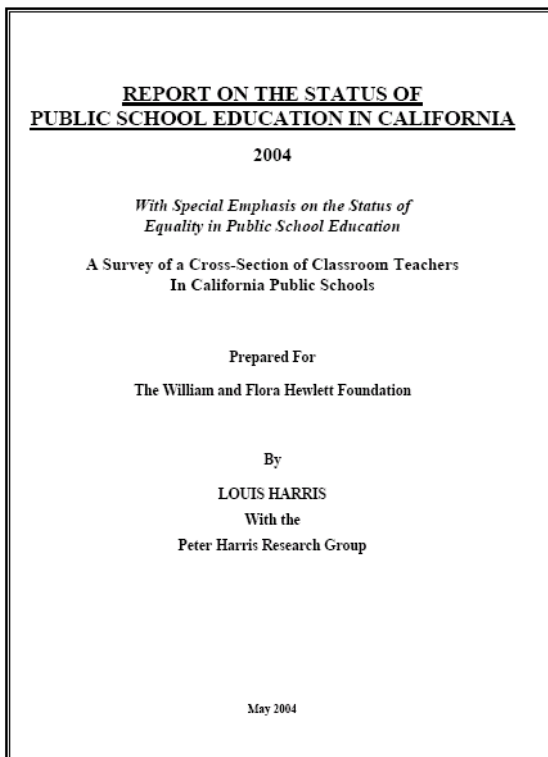 REPORT ON THE STATUS OF
PUBLIC SCHOOL EDUCATION IN CALIFORNIA
2004
With Special Emphasis on the Status of
Equality in Public School Education
A Survey of a Cross-Section of Classroom Teachers
In California Public Schools
Prepared For
The William and Flora Hewlett Foundation
By
LOUIS HARRIS
With the
Peter Harris Research Group
May 2004